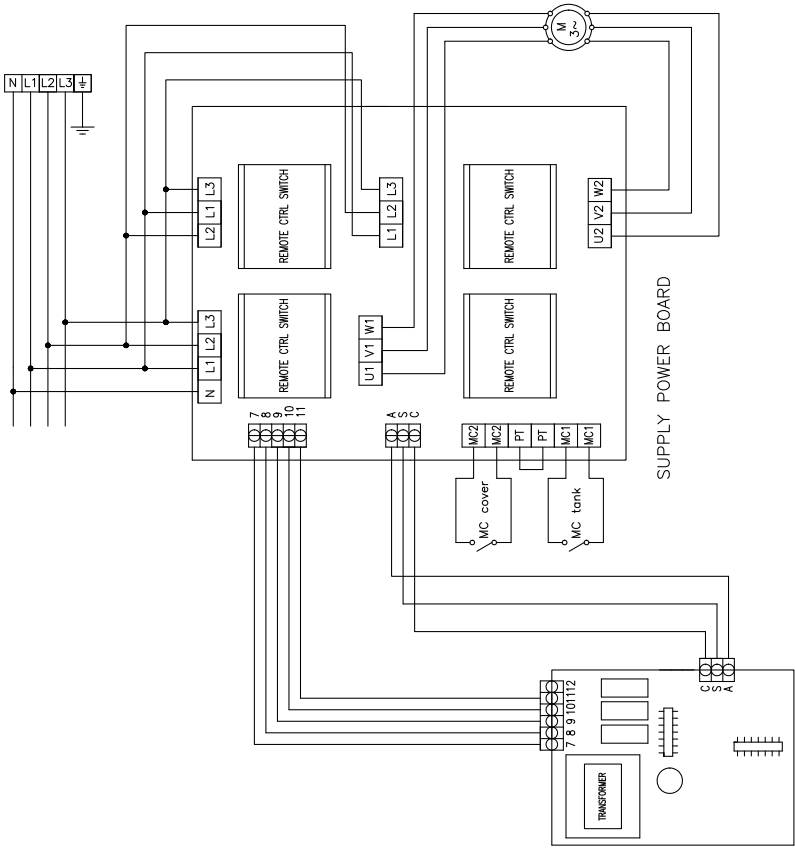 N L1 L2 L3
M
3~
L3
L1
L2
REMOTE CTRL SWITCH
L3
L2
L1
REMOTE CTRL SWITCH
W2
V2
U2
L3
L2
L1
N
REMOTE CTRL SWITCH
W1
V1
U1
REMOTE CTRL SWITCH
SUPPLY POWER BOARD
7
8
9
10
11
A
S
C
MC2
MC2
PT
PT
MC1
MC1
MC cover
MC tank
C
S
A
7 8 9 10 11 12
TRANSFORMER